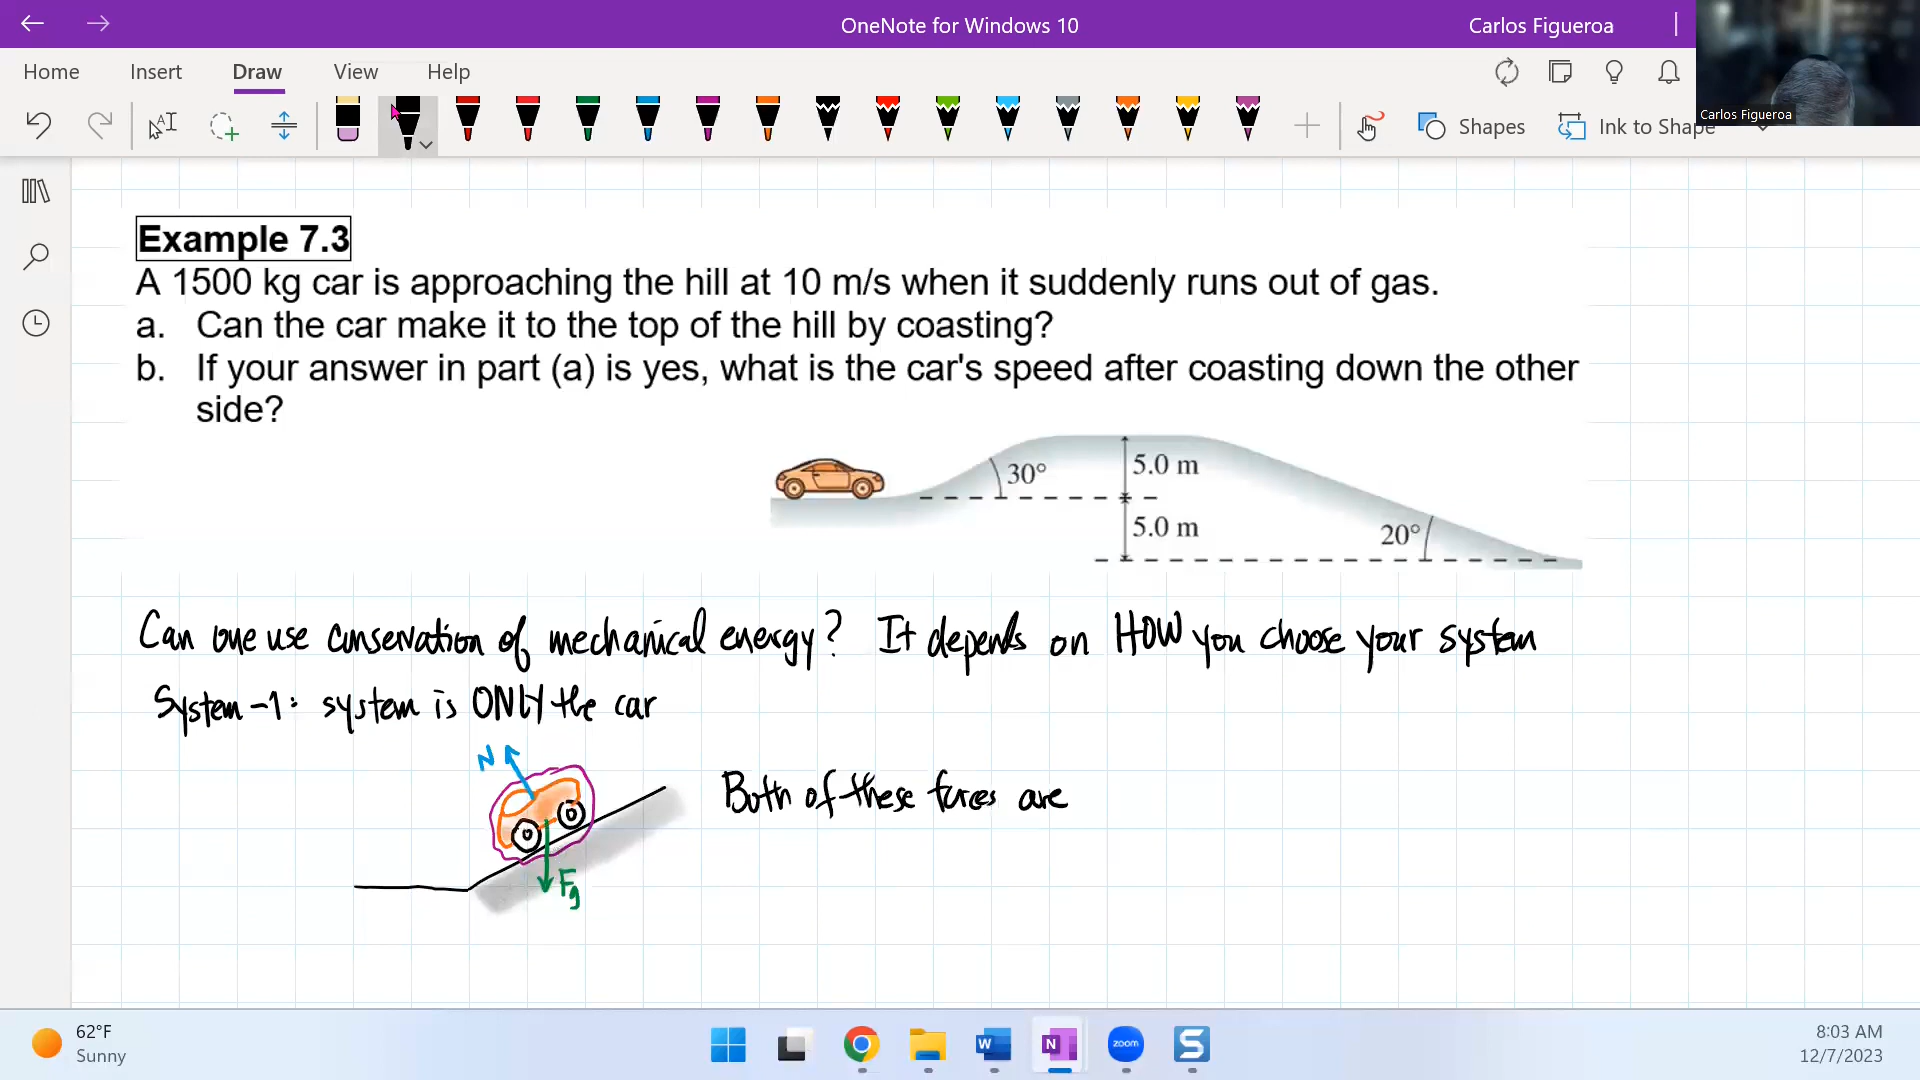 OneNote for Windows 10
Carlos Figueroa
Home Insert Draw View Help
Carlos Figueroa
Shapes
Ink to Shape
Example 7.3
A 1500 kg car is approaching the hill at 10 m/s when it suddenly runs out of gas.
a. Can the car make it to the top of the hill by coasting?
b. If your answer in part (a) is yes, what is the car's speed after coasting down the other
side?
30°
5.0 m
5.0 m
20°
Can one use conservation of mechanical energy? It depends on HOW you choose your system
System-1: system is ONLY the car
N
Both of these forces are
Fg
62°F
Sunny
W
N
zoom
S
8:03 AM
12/7/2023